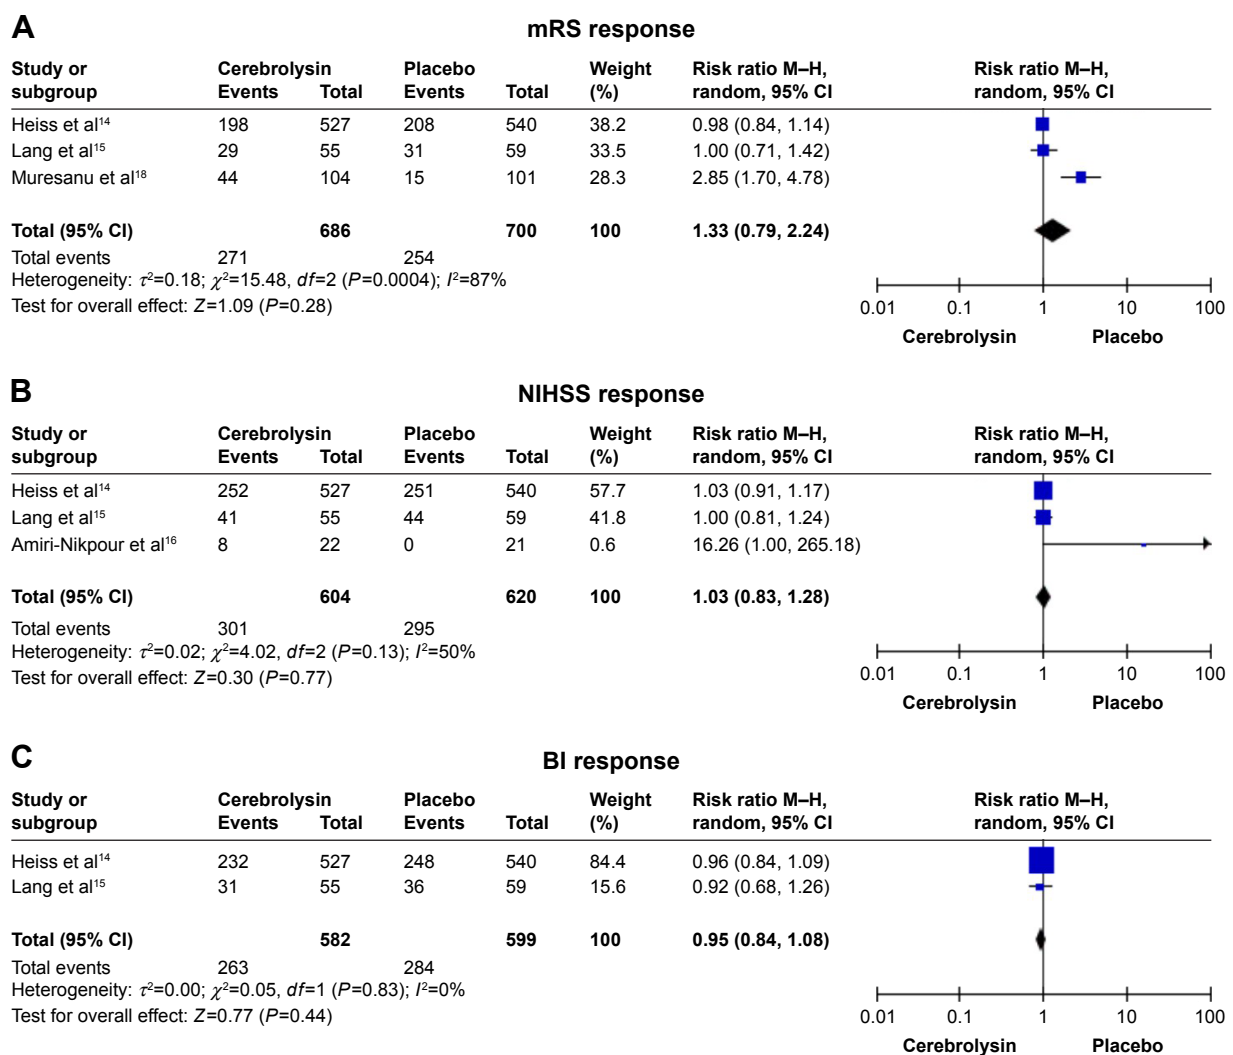 A
mRS response
Study or Cerebrolysin Placebo Weight Risk ratio M–H, Risk ratio M–H,
subgroup Events Total Events Total (%) random, 95% CI random, 95% CI
Heiss et al¹⁴ 198 527 208 540 38.2 0.98 (0.84, 1.14)
Lang et al¹⁵ 29 55 31 59 33.5 1.00 (0.71, 1.42)
Muresanu et al¹⁸ 44 104 15 101 28.3 2.85 (1.70, 4.78)
Total (95% CI) 686 700 100 1.33 (0.79, 2.24)
Total events 271 254
Heterogeneity: τ²=0.18; χ²=15.48, df=2 (P=0.0004); I²=87%
Test for overall effect: Z=1.09 (P=0.28)
0.01 0.1 1 10 100
Cerebrolysin Placebo
B
NIHSS response
Study or Cerebrolysin Placebo Weight Risk ratio M–H, Risk ratio M–H,
subgroup Events Total Events Total (%) random, 95% CI random, 95% CI
Heiss et al¹⁴ 252 527 251 540 57.7 1.03 (0.91, 1.17)
Lang et al¹⁵ 41 55 44 59 41.8 1.00 (0.81, 1.24)
Amiri-Nikpour et al¹⁶ 8 22 0 21 0.6 16.26 (1.00, 265.18)
Total (95% CI) 604 620 100 1.03 (0.83, 1.28)
Total events 301 295
Heterogeneity: τ²=0.02; χ²=4.02, df=2 (P=0.13); I²=50%
Test for overall effect: Z=0.30 (P=0.77)
0.01 0.1 1 10 100
Cerebrolysin Placebo
C
BI response
Study or Cerebrolysin Placebo Weight Risk ratio M–H, Risk ratio M–H,
subgroup Events Total Events Total (%) random, 95% CI random, 95% CI
Heiss et al¹⁴ 232 527 248 540 84.4 0.96 (0.84, 1.09)
Lang et al¹⁵ 31 55 36 59 15.6 0.92 (0.68, 1.26)
Total (95% CI) 582 599 100 0.95 (0.84, 1.08)
Total events 263 284
Heterogeneity: τ²=0.00; χ²=0.05, df=1 (P=0.83); I²=0%
Test for overall effect: Z=0.77 (P=0.44)
0.01 0.1 1 10 100
Cerebrolysin Placebo